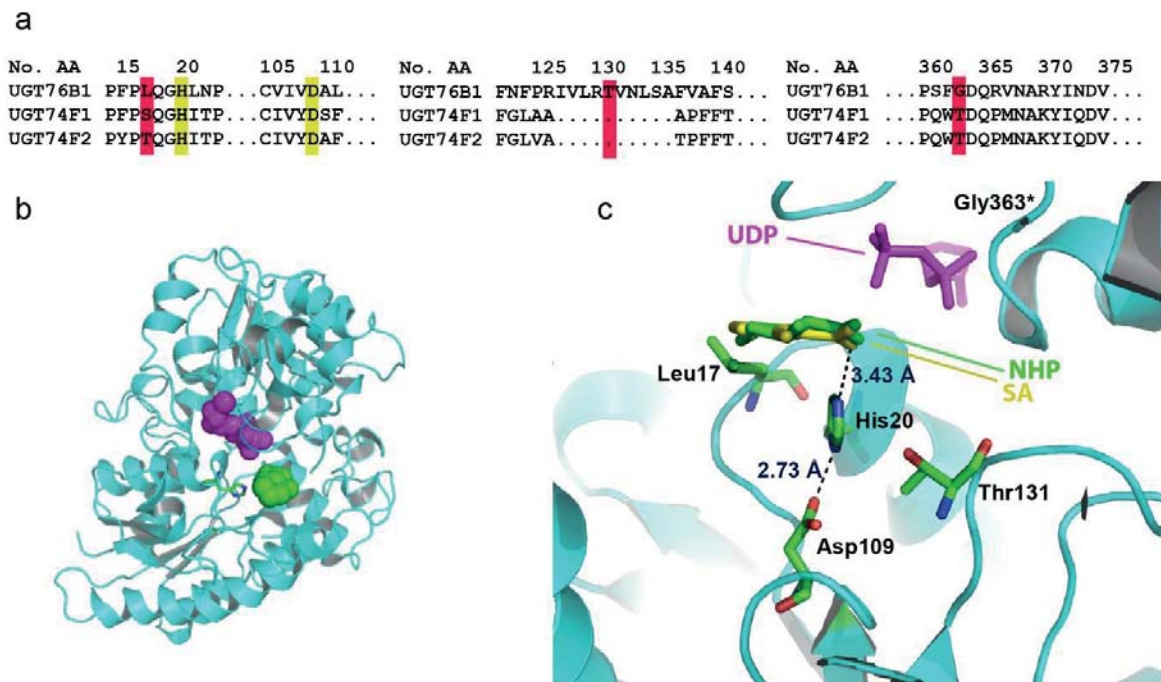 a
No. AA 15 20 105 110
UGT76B1 PFPLQGHLNP...CVIVDAL...
UGT74F1 PFPSQGHITP...CIVYDSF...
UGT74F2 PYPTQGHITP...CIVYDAF...
No. AA 125 130 135 140
UGT76B1 FNFPRIVLRTVNLSAFVAFS...
UGT74F1 FGLAA..........APFFT...
UGT74F2 FGLVA..........TPFFT...
No. AA 360 365 370 375
UGT76B1 PSFGDQRVNARYINDV...
UGT74F1 PQWTDQPMNAKYIQDV...
UGT74F2 PQWTDQPMNAKYIQDV...
b
c
Gly363*
UDP
NHP
SA
Leu17
3.43 A
His20
2.73 A
Thr131
Asp109